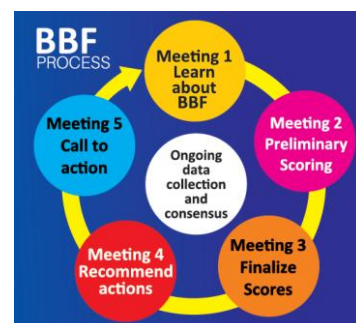 BBF
PROCESS
Meeting 1
Learn
about
BBF
Meeting 2
Preliminary
Scoring
Meeting 3
Finalize
Scores
Meeting 4
Recommend
actions
Meeting 5
Call to
action
Ongoing
data
collection
and
consensus